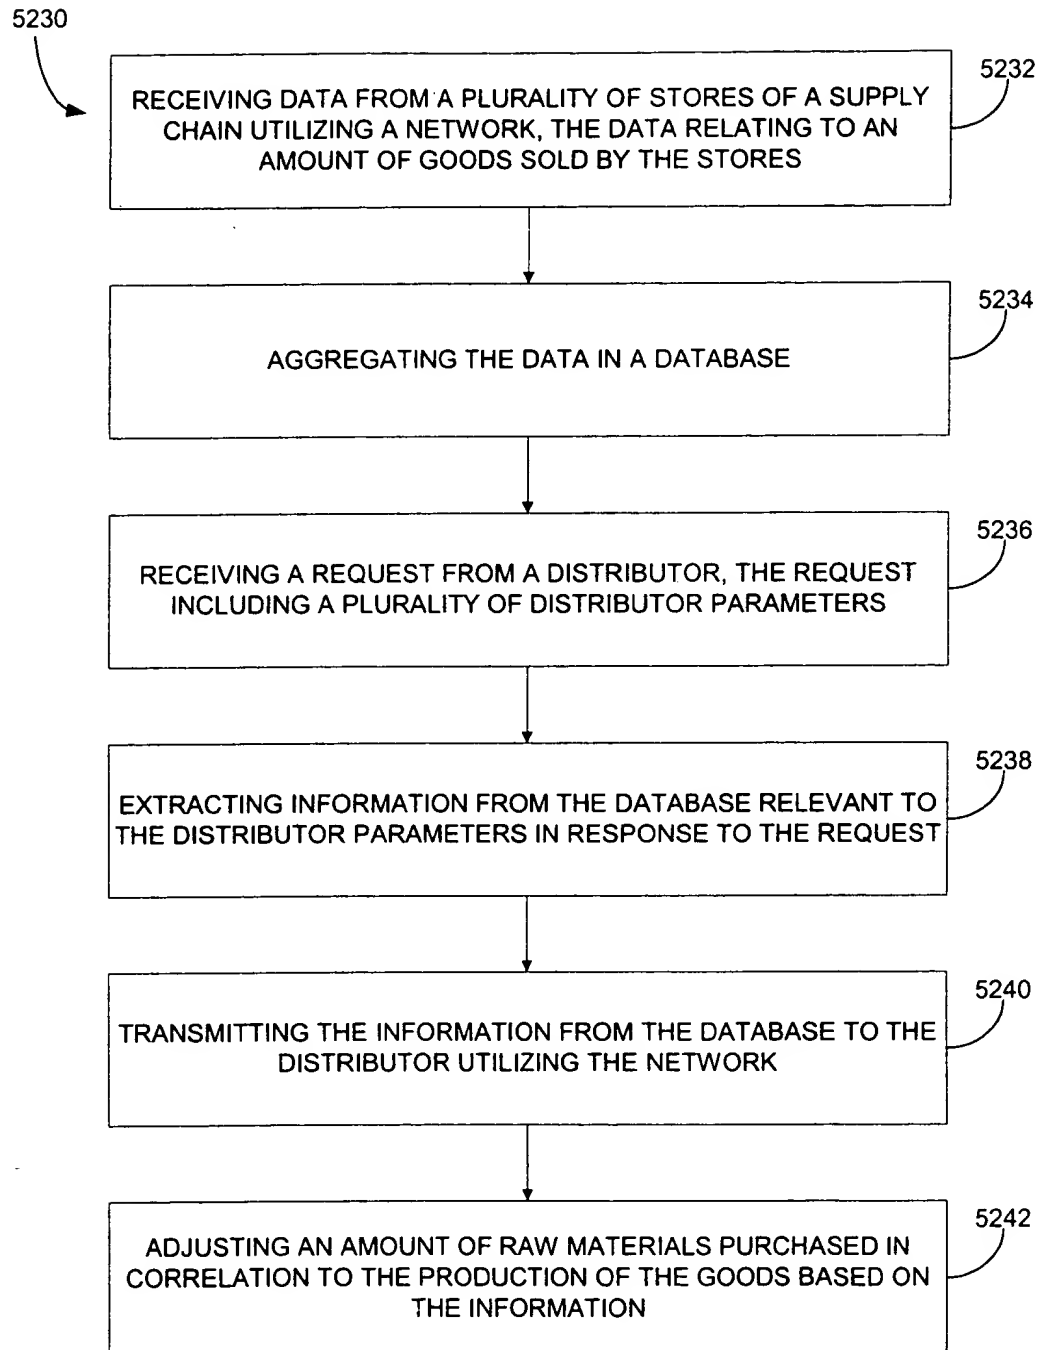 5230
5232
RECEIVING DATA FROM A PLURALITY OF STORES OF A SUPPLY
CHAIN UTILIZING A NETWORK, THE DATA RELATING TO AN
AMOUNT OF GOODS SOLD BY THE STORES
5234
AGGREGATING THE DATA IN A DATABASE
5236
RECEIVING A REQUEST FROM A DISTRIBUTOR, THE REQUEST
INCLUDING A PLURALITY OF DISTRIBUTOR PARAMETERS
5238
EXTRACTING INFORMATION FROM THE DATABASE RELEVANT TO
THE DISTRIBUTOR PARAMETERS IN RESPONSE TO THE REQUEST
5240
TRANSMITTING THE INFORMATION FROM THE DATABASE TO THE
DISTRIBUTOR UTILIZING THE NETWORK
5242
ADJUSTING AN AMOUNT OF RAW MATERIALS PURCHASED IN
CORRELATION TO THE PRODUCTION OF THE GOODS BASED ON
THE INFORMATION